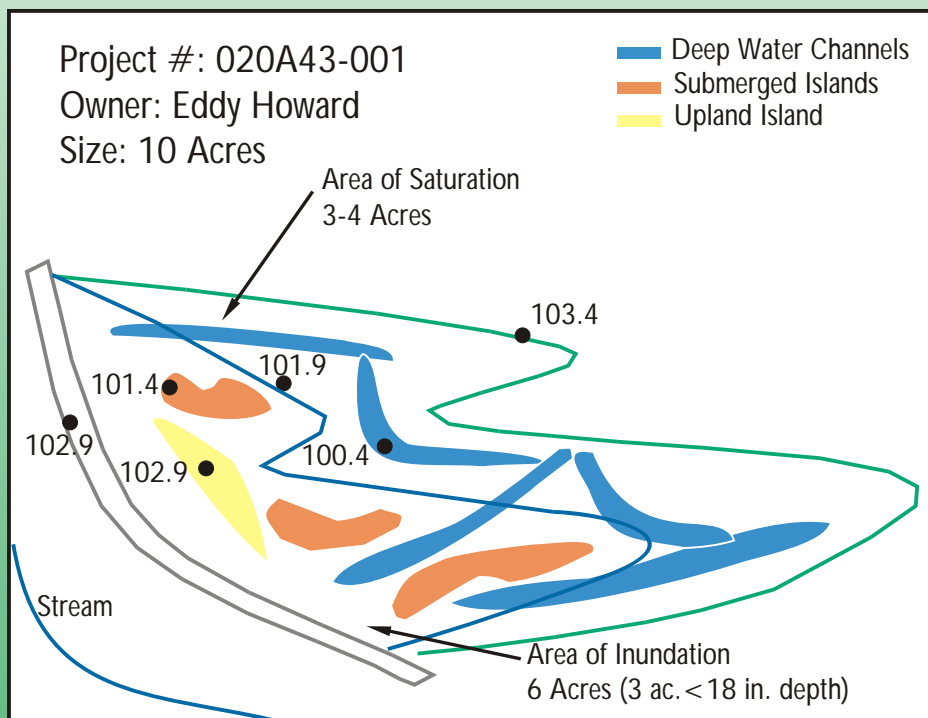 Project #: 020A43-001
Owner: Eddy Howard
Size: 10 Acres
Deep Water Channels
Submerged Islands
Upland Island
Area of Saturation
3-4 Acres
103.4
101.9
101.4
102.9
100.4
102.9
Stream
Area of Inundation
6 Acres (3 ac.<18 in. depth)